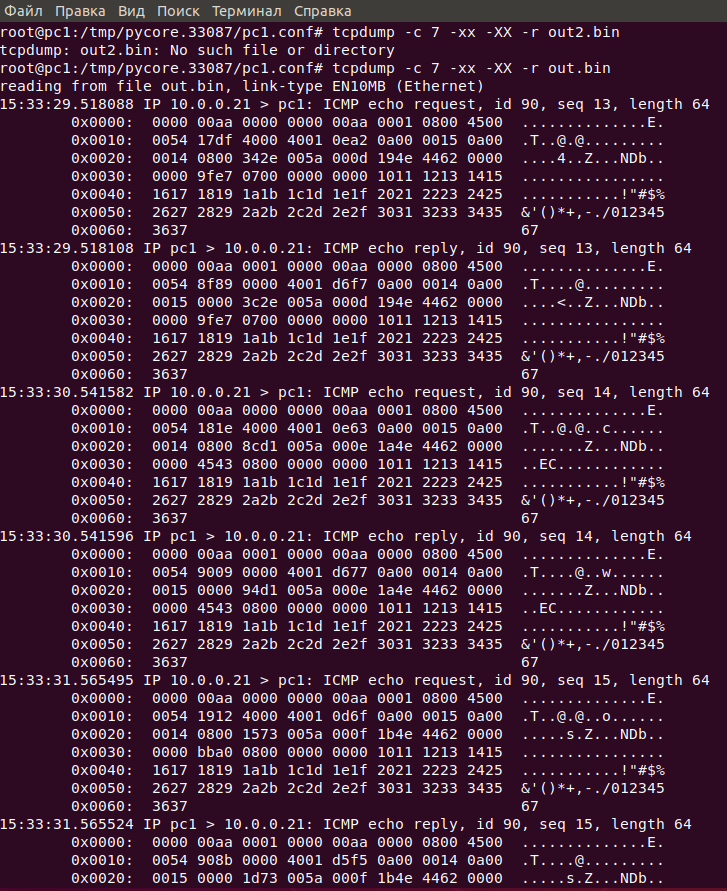 Файл Правка Вид Поиск Терминал Справка
root@pc1:/tmp/pycore.33087/pc1.conf# tcpdump -c 7 -xx -XX -r out2.bin
tcpdump: out2.bin: No such file or directory
root@pc1:/tmp/pycore.33087/pc1.conf# tcpdump -c 7 -xx -XX -r out.bin
reading from file out.bin, link-type EN10MB (Ethernet)
15:33:29.518088 IP 10.0.0.21 > pc1: ICMP echo request, id 90, seq 13, length 64
        0x0000:  0000 00aa 0000 0000 00aa 0001 0800 4500  ..............E.
        0x0010:  0054 17df 4000 4001 0ea2 0a00 0015 0a00  .T..@.@.........
        0x0020:  0014 0800 342e 005a 000d 194e 4462 0000  ....4..Z...NDb..
        0x0030:  0000 9fe7 0700 0000 0000 1011 1213 1415  ................
        0x0040:  1617 1819 1a1b 1c1d 1e1f 2021 2223 2425  ...........!"#$%
        0x0050:  2627 2829 2a2b 2c2d 2e2f 3031 3233 3435  &'()*+,-./012345
        0x0060:  3637                                     67
15:33:29.518108 IP pc1 > 10.0.0.21: ICMP echo reply, id 90, seq 13, length 64
        0x0000:  0000 00aa 0001 0000 00aa 0000 0800 4500  ..............E.
        0x0010:  0054 8f89 0000 4001 d6f7 0a00 0014 0a00  .T....@.........
        0x0020:  0015 0000 3c2e 005a 000d 194e 4462 0000  ....<..Z...NDb..
        0x0030:  0000 9fe7 0700 0000 0000 1011 1213 1415  ................
        0x0040:  1617 1819 1a1b 1c1d 1e1f 2021 2223 2425  ...........!"#$%
        0x0050:  2627 2829 2a2b 2c2d 2e2f 3031 3233 3435  &'()*+,-./012345
        0x0060:  3637                                     67
15:33:30.541582 IP 10.0.0.21 > pc1: ICMP echo request, id 90, seq 14, length 64
        0x0000:  0000 00aa 0000 0000 00aa 0001 0800 4500  ..............E.
        0x0010:  0054 181e 4000 4001 0e63 0a00 0015 0a00  .T..@.@..c......
        0x0020:  0014 0800 8cd1 005a 000e 1a4e 4462 0000  .......Z...NDb..
        0x0030:  0000 4543 0800 0000 0000 1011 1213 1415  ..EC............
        0x0040:  1617 1819 1a1b 1c1d 1e1f 2021 2223 2425  ...........!"#$%
        0x0050:  2627 2829 2a2b 2c2d 2e2f 3031 3233 3435  &'()*+,-./012345
        0x0060:  3637                                     67
15:33:30.541596 IP pc1 > 10.0.0.21: ICMP echo reply, id 90, seq 14, length 64
        0x0000:  0000 00aa 0001 0000 00aa 0000 0800 4500  ..............E.
        0x0010:  0054 9009 0000 4001 d677 0a00 0014 0a00  .T....@..w......
        0x0020:  0015 0000 94d1 005a 000e 1a4e 4462 0000  .......Z...NDb..
        0x0030:  0000 4543 0800 0000 0000 1011 1213 1415  ..EC............
        0x0040:  1617 1819 1a1b 1c1d 1e1f 2021 2223 2425  ...........!"#$%
        0x0050:  2627 2829 2a2b 2c2d 2e2f 3031 3233 3435  &'()*+,-./012345
        0x0060:  3637                                     67
15:33:31.565495 IP 10.0.0.21 > pc1: ICMP echo request, id 90, seq 15, length 64
        0x0000:  0000 00aa 0000 0000 00aa 0001 0800 4500  ..............E.
        0x0010:  0054 1912 4000 4001 0d6f 0a00 0015 0a00  .T..@.@..o......
        0x0020:  0014 0800 1573 005a 000f 1b4e 4462 0000  .....s.Z...NDb..
        0x0030:  0000 bba0 0800 0000 0000 1011 1213 1415  ................
        0x0040:  1617 1819 1a1b 1c1d 1e1f 2021 2223 2425  ...........!"#$%
        0x0050:  2627 2829 2a2b 2c2d 2e2f 3031 3233 3435  &'()*+,-./012345
        0x0060:  3637                                     67
15:33:31.565524 IP pc1 > 10.0.0.21: ICMP echo reply, id 90, seq 15, length 64
        0x0000:  0000 00aa 0001 0000 00aa 0000 0800 4500  ..............E.
        0x0010:  0054 908b 0000 4001 d5f5 0a00 0014 0a00  .T....@.........
        0x0020:  0015 0000 1d73 005a 000f 1b4e 4462 0000  .....s.Z...NDb..